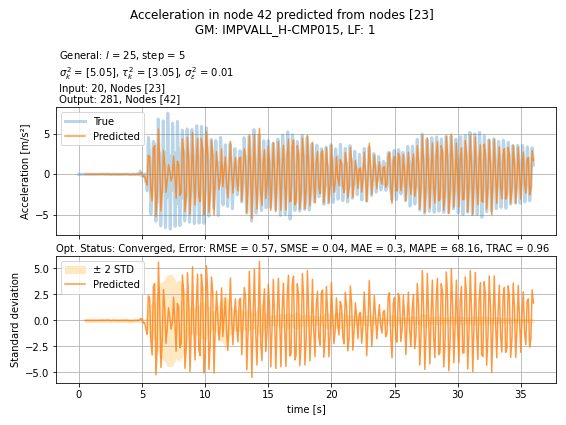 Acceleration in node 42 predicted from nodes [23]
GM: IMPVALL_H-CMP015, LF: 1
General: l = 25, step = 5
σ²ₖ = [5.05], τ²ₖ = [3.05], σ²ε = 0.01
Input: 20, Nodes [23]
Output: 281, Nodes [42]
True
Predicted
Acceleration [m/s²]
5
0
−5
Opt. Status: Converged, Error: RMSE = 0.57, SMSE = 0.04, MAE = 0.3, MAPE = 68.16, TRAC = 0.96
± 2 STD
Predicted
Standard deviation
5.0
2.5
0.0
−2.5
−5.0
0 5 10 15 20 25 30 35
time [s]